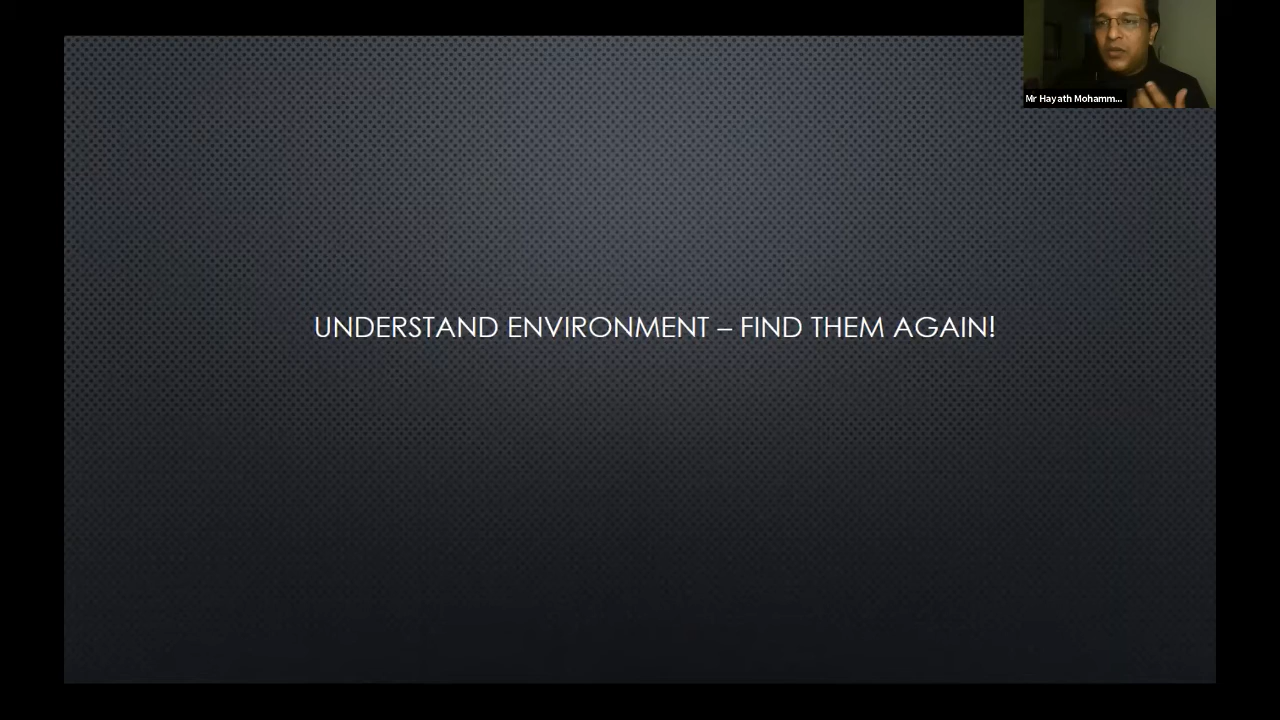 Mr Hayath Mohamm...
UNDERSTAND ENVIRONMENT – FIND THEM AGAIN!